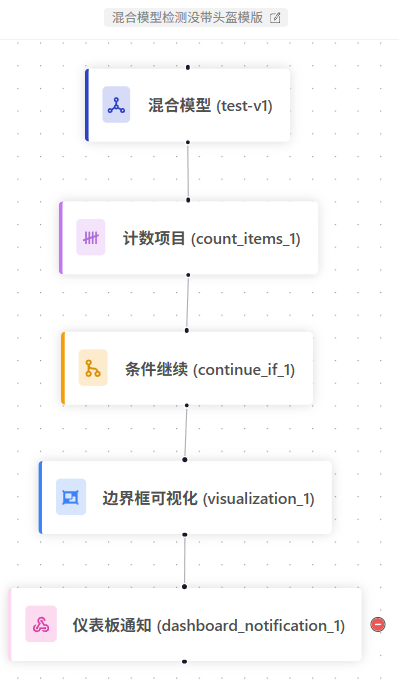 混合模型检测没带头盔模版
混合模型 (test-v1)
计数项目 (count_items_1)
条件继续 (continue_if_1)
边界框可视化 (visualization_1)
仪表板通知 (dashboard_notification_1)